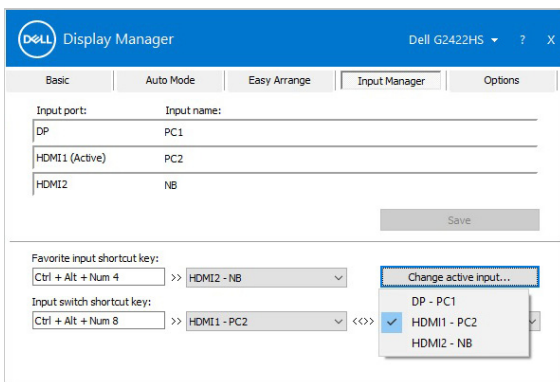 DELL Display Manager Dell G2422HS ? X
Basic Auto Mode Easy Arrange Input Manager Options
Input port: Input name:
DP PC1
HDMI1 (Active) PC2
HDMI2 NB
Save
Favorite input shortcut key:
Ctrl + Alt + Num 4 >> HDMI2 - NB Change active input...
Input switch shortcut key:
Ctrl + Alt + Num 8 >> HDMI1 - PC2 <<>>
DP - PC1
HDMI1 - PC2
HDMI2 - NB